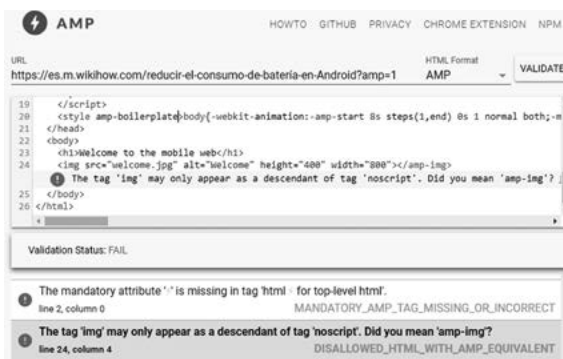 AMP
HOWTO GITHUB PRIVACY CHROME EXTENSION NPM
URL
https://es.m.wikihow.com/reducir-el-consumo-de-batería-en-Android?amp=1
HTML Format
AMP
VALIDATE
19 </script>
20 <style amp-boilerplate>body{-webkit-animation:-amp-start 8s steps(1,end) 0s 1 normal both;-m
21 </head>
22 <body>
23 <h1>Welcome to the mobile web</h1>
24 <img src="welcome.jpg" alt="Welcome" height="400" width="800"></amp-img>
The tag 'img' may only appear as a descendant of tag 'noscript'. Did you mean 'amp-img'?
25 </body>
26 </html>
Validation Status: FAIL
The mandatory attribute '' is missing in tag 'html for top-level html'.
line 2, column 0 MANDATORY_AMP_TAG_MISSING_OR_INCORRECT
The tag 'img' may only appear as a descendant of tag 'noscript'. Did you mean 'amp-img'?
line 24, column 4 DISALLOWED_HTML_WITH_AMP_EQUIVALENT